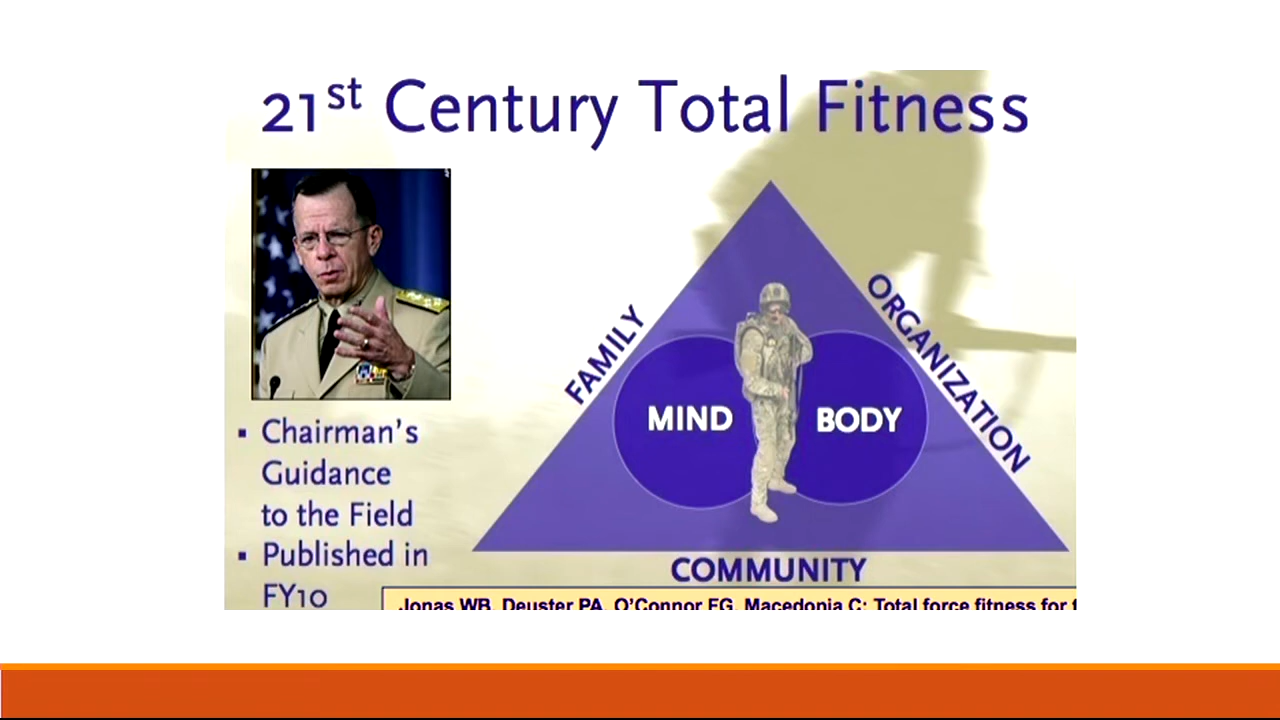 21st Century Total Fitness
▪ Chairman's
Guidance
to the Field
▪ Published in
FY10
FAMILY
ORGANIZATION
MIND
BODY
COMMUNITY
Jonas WB, Deuster PA, O'Connor FG, Macedonia C: Total force fitness for